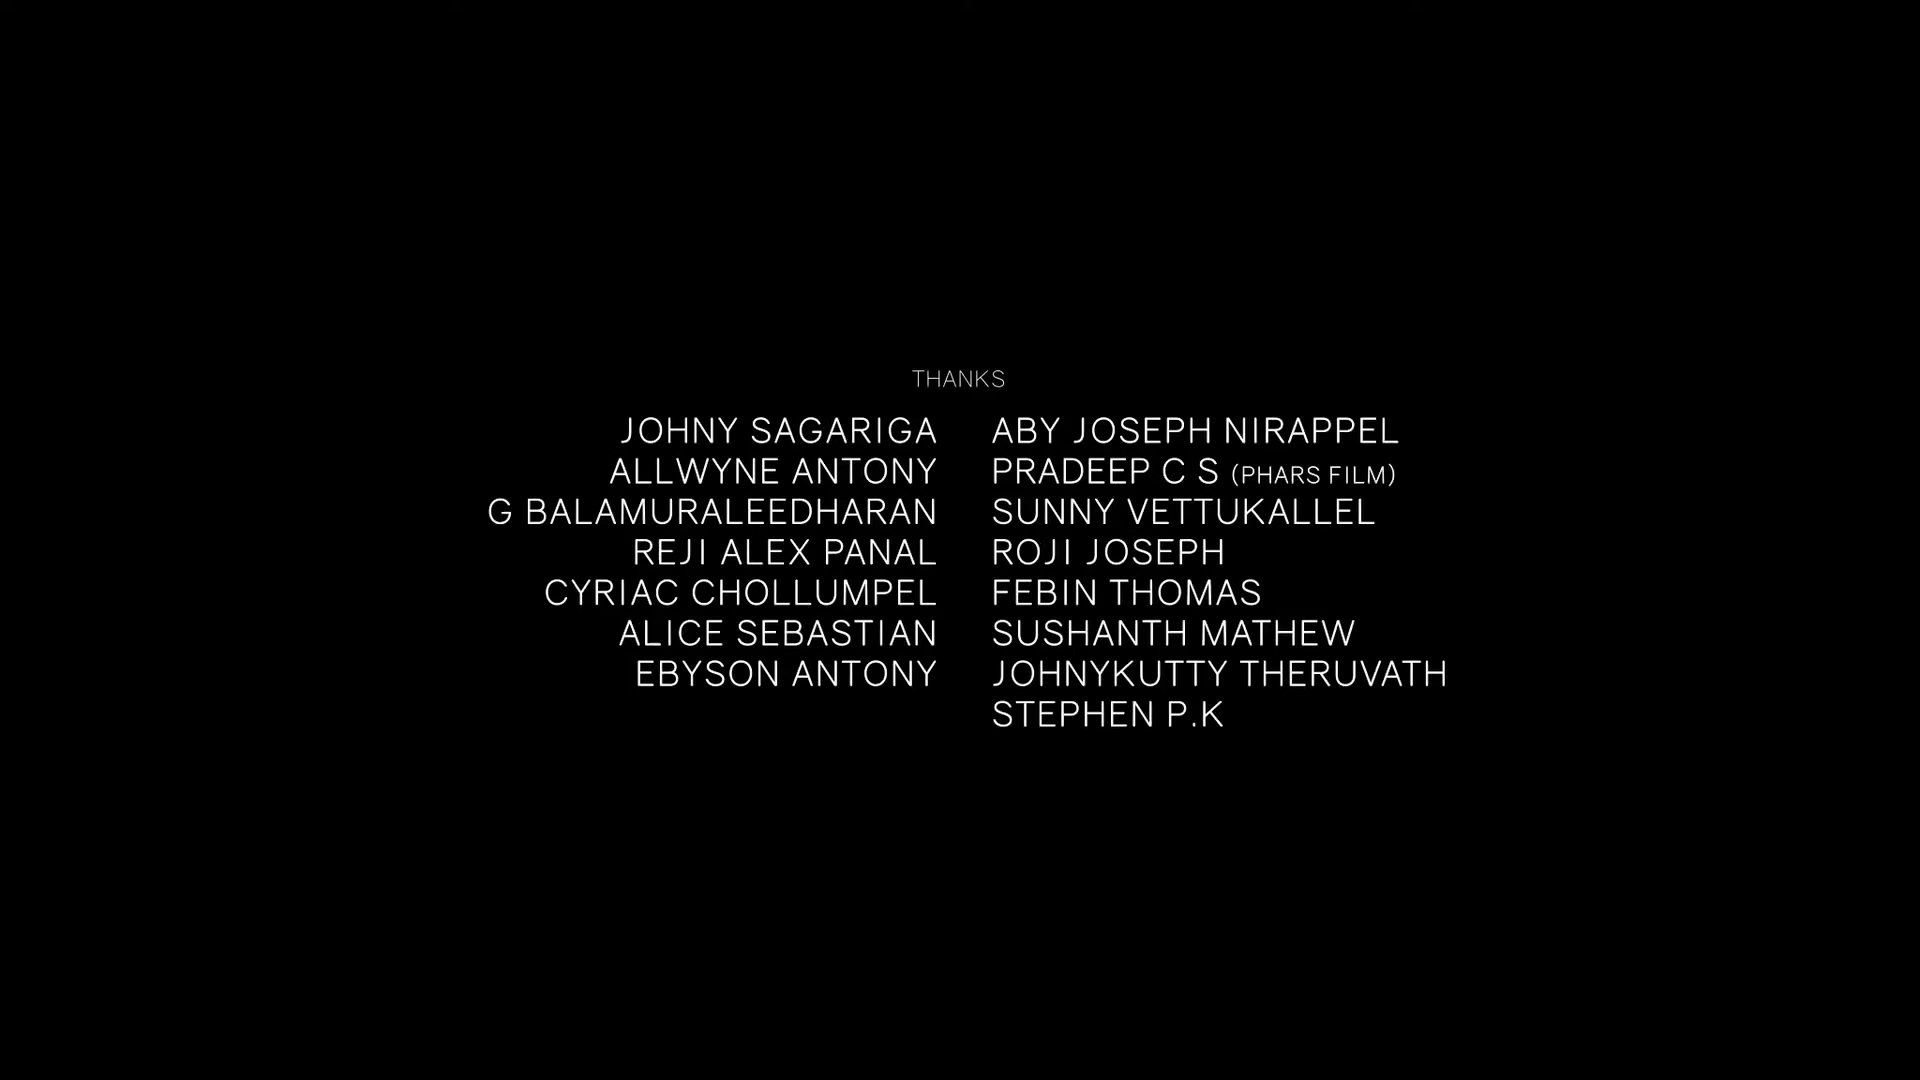 THANKS
JOHNY SAGARIGA ABY JOSEPH NIRAPPEL
ALLWYNE ANTONY PRADEEP C S (PHARS FILM)
G BALAMURALEEDHARAN SUNNY VETTUKALLEL
REJI ALEX PANAL ROJI JOSEPH
CYRIAC CHOLLUMPEL FEBIN THOMAS
ALICE SEBASTIAN SUSHANTH MATHEW
EBYSON ANTONY JOHNYKUTTY THERUVATH
STEPHEN P.K